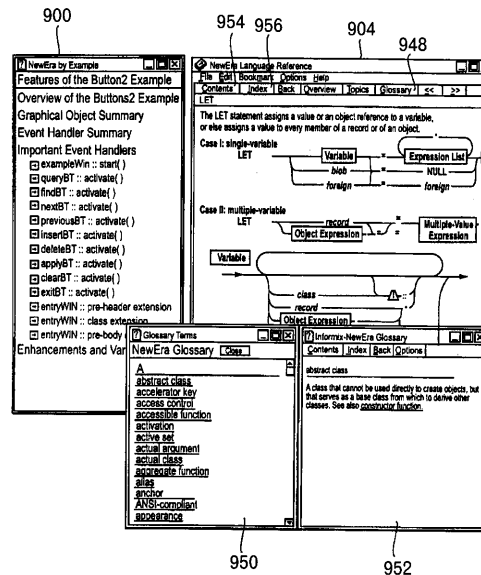 900
954
956
904
948
NewEra by Example
Features of the Button2 Example
Overview of the Buttons2 Example
Graphical Object Summary
Event Handler Summary
Important Event Handlers
exampleWin :: start( )
queryBT :: activate( )
findBT :: activate( )
nextBT :: activate( )
previousBT :: activate( )
insertBT :: activate( )
deleteBT :: activate( )
applyBT :: activate( )
clearBT :: activate( )
exitBT :: activate( )
entryWIN :: pre-header extension
entryWIN :: class extension
entryWIN :: pre-body
Enhancements and Var
NewEra Language Reference
File Edit Bookmark Options Help
Contents Index Back Overview Topics Glossary << >>
LET
The LET statement assigns a value or an object reference to a variable,
or else assigns a value to every member of a record or of an object.
Case I: single-variable
LET Variable = Expression List
blob = NULL
foreign = foreign
Case II: multiple-variable
LET record = Multiple-Value
Object Expression = Expression
Variable
class ::
record
Object Expression
Glossary Terms
NewEra Glossary Close
A
abstract class
accelerator key
access control
accessible function
activation
active set
actual argument
actual class
aggregate function
alias
anchor
ANSI-compliant
appearance
Informix-NewEra Glossary
Contents Index Back Options
abstract class
A class that cannot be used directly to create objects, but
that serves as a base class from which to derive other
classes. See also constructor function.
950
952